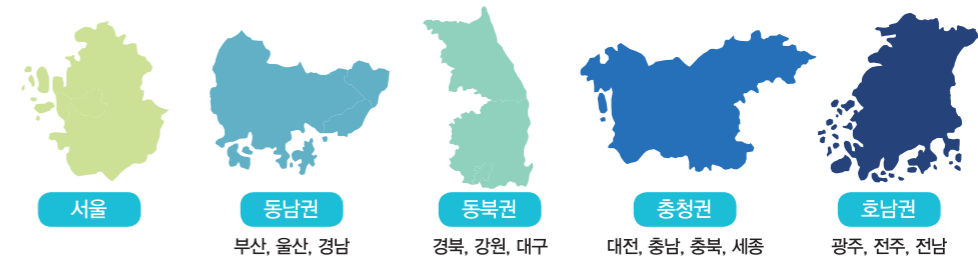 서울
동남권
동북권
충청권
호남권
부산, 울산, 경남
경북, 강원, 대구
대전, 충남, 충북, 세종
광주, 전주, 전남